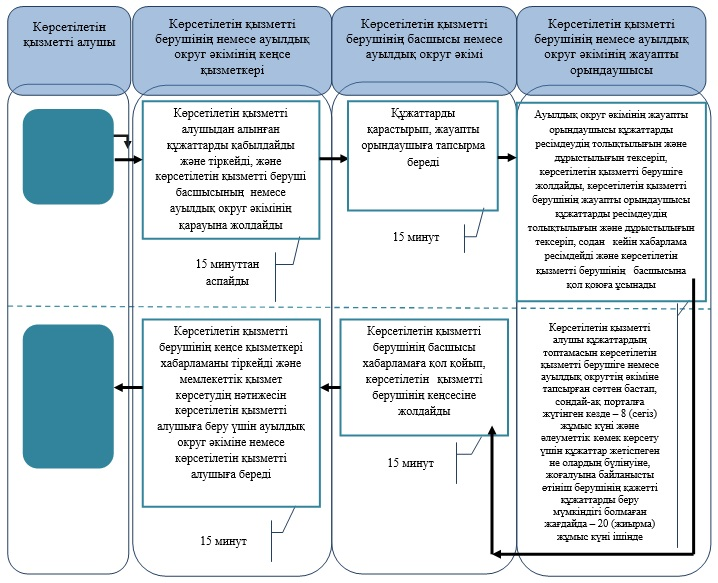 Көрсетілетін
қызметті алушы
Көрсетілетін қызметті
берушінің немесе ауылдық
округ әкімінің кеңсе
қызметкері
Көрсетілетін қызметті
берушінің басшысы немесе
ауылдық округ әкімі
Көрсетілетін қызметті
берушінің немесе ауылдық
округ әкімінің жауапты
орындаушысы
Көрсетілетін қызметті
алушыдан алынған
құжаттарды қабылдайды
және тіркейді, және
көрсетілетін қызметті беруші
басшысының немесе
ауылдық округ әкімінің
қарауына жолдайды
15 минуттан
аспайды
Құжаттарды
қарастырып, жауапты
орындаушыға тапсырма
береді
15 минут
Ауылдық округ әкімінің жауапты
орындаушысы құжаттарды
ресімдеудің толықтылығын және
дұрыстылығын тексеріп,
көрсетілетін қызметті берушіге
жолдайды, көрсетілетін қызметті
берушінің жауапты орындаушысы
құжаттарды ресімдеудің
толықтылығын және дұрыстылығын
тексеріп, содан кейін хабарлама
ресімдейді және көрсетілетін
қызметті берушінің басшысына
қол қоюға ұсынады
Көрсетілетін қызметті
берушінің кеңсе қызметкері
хабарламаны тіркейді және
мемлекеттік қызмет
көрсетудің нәтижесін
көрсетілетін қызметті
алушыға беру үшін ауылдық
округ әкіміне немесе
көрсетілетін қызметті
алушыға береді
15 минут
Көрсетілетін қызметті
берушінің басшысы
хабарламаға қол қойып,
көрсетілетін қызметті
берушінің кеңсесіне
жолдайды
15 минут
Көрсетілетін қызметті
алушы құжаттардың
топтамасын көрсетілетін
қызметті берушіге немесе
ауылдық округтің әкіміне
тапсырған сәттен бастап,
сондай-ақ порталға
жүгінген кезде – 8 (сегіз)
жұмыс күні және
әлеуметтік көмек көрсету
үшін құжаттар жетіспеген
не олардың бүлінуіне,
жоғалуына байланысты
өтініш берушінің қажетті
құжаттарды беру
мүмкіндігі болмаған
жағдайда – 20 (жиырма)
жұмыс күні ішінде